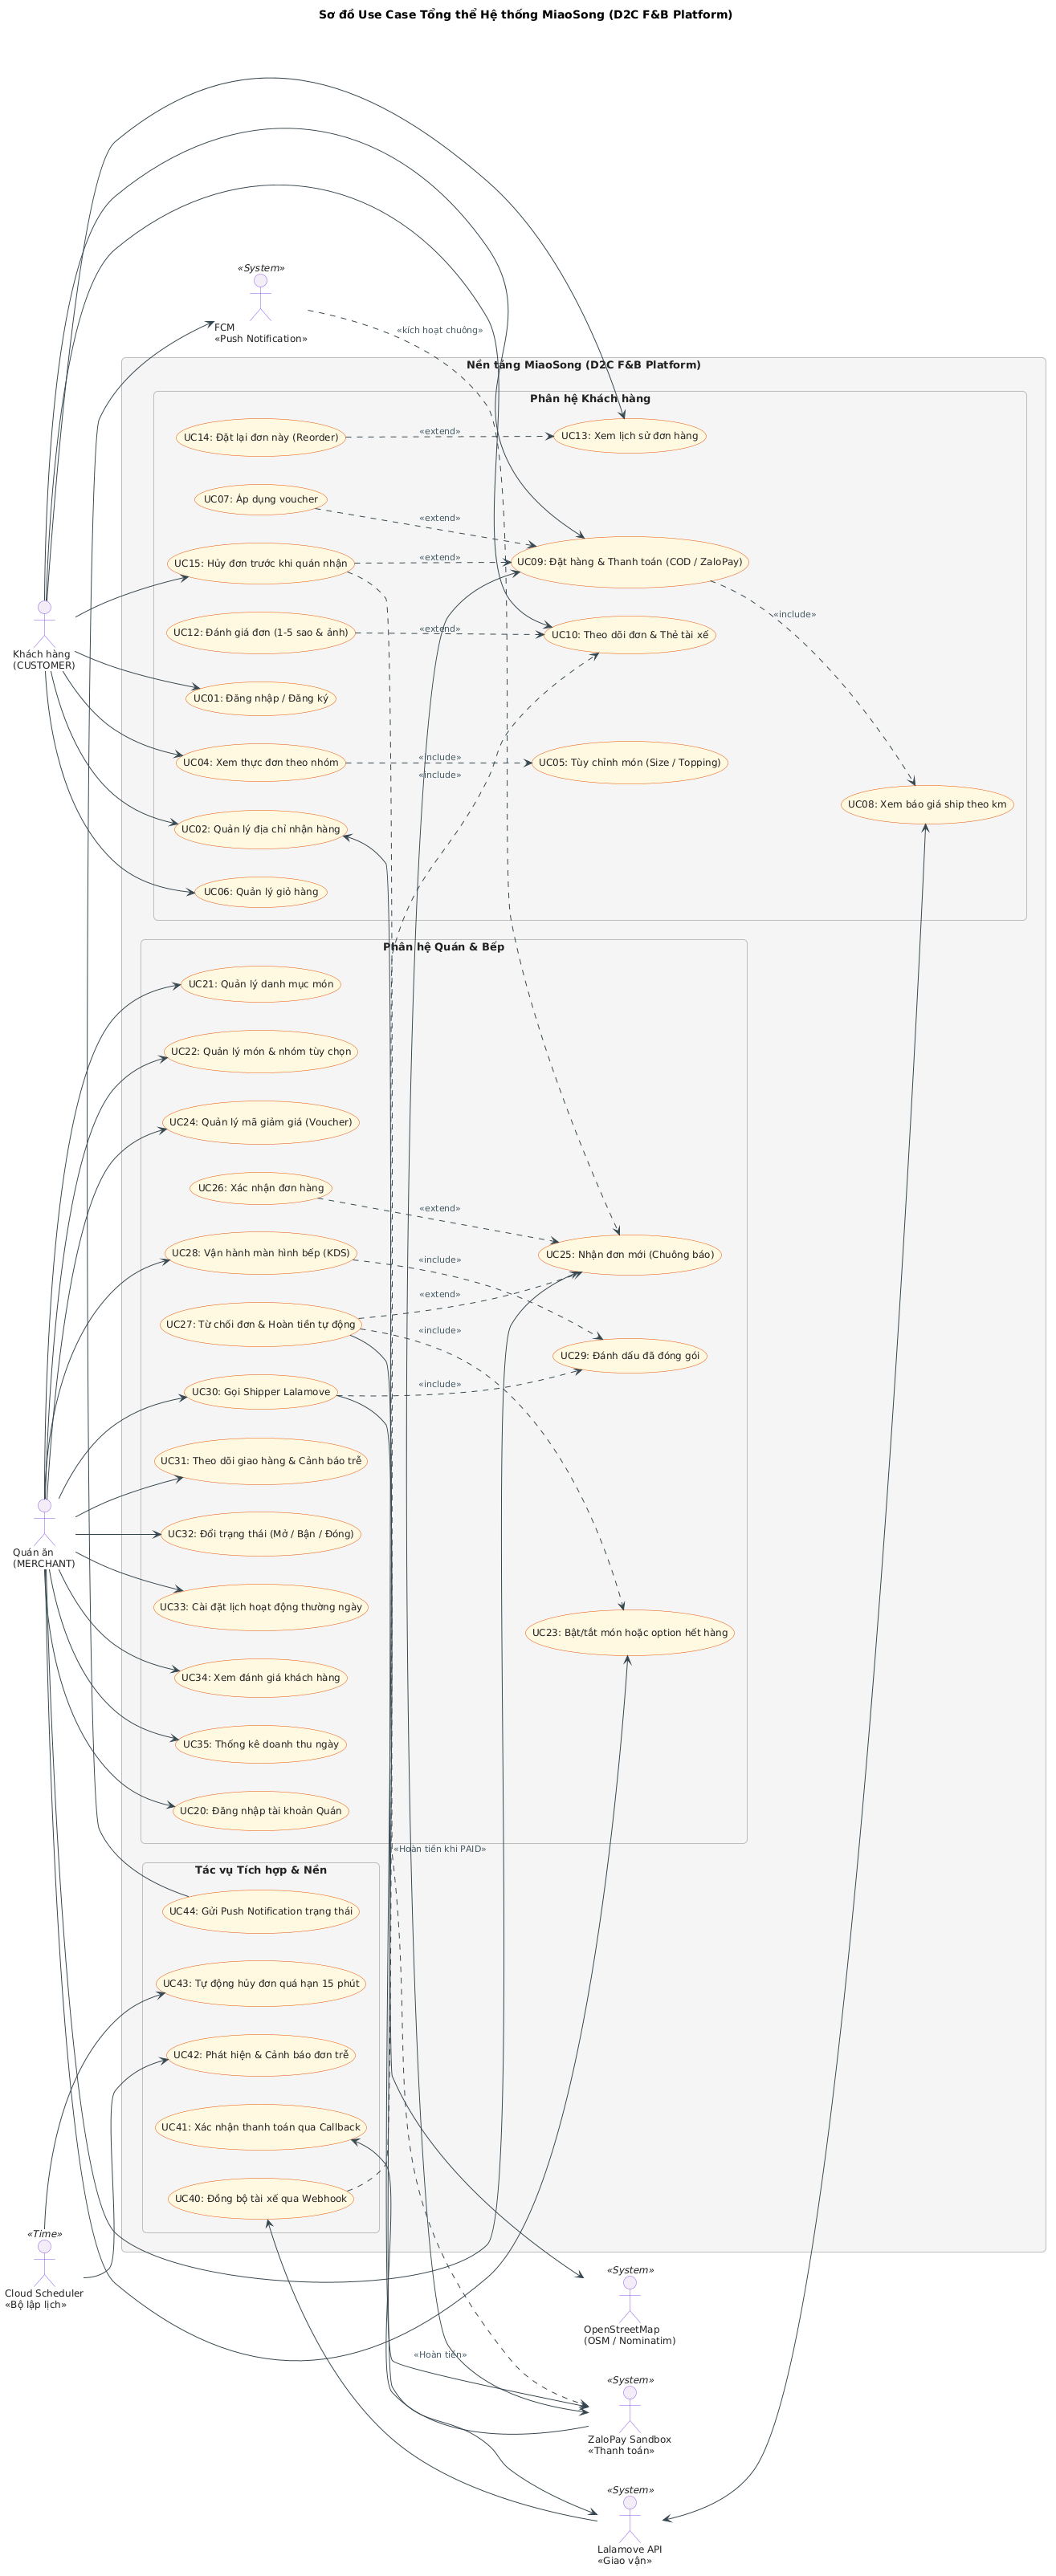 Sơ đồ Use Case Tổng thể Hệ thống MiaoSong (D2C F&B Platform)
«System»
FCM
«Push Notification»
«kích hoạt chuông»
Nền tảng MiaoSong (D2C F&B Platform)
Phân hệ Khách hàng
UC14: Đặt lại đơn này (Reorder)
«extend»
UC13: Xem lịch sử đơn hàng
UC07: Áp dụng voucher
«extend»
UC15: Hủy đơn trước khi quán nhận
«extend»
UC09: Đặt hàng & Thanh toán (COD / ZaloPay)
«include»
UC12: Đánh giá đơn (1-5 sao & ảnh)
«extend»
UC10: Theo dõi đơn & Thẻ tài xế
Khách hàng
(CUSTOMER)
UC01: Đăng nhập / Đăng ký
UC04: Xem thực đơn theo nhóm
«include»
«include»
UC05: Tùy chỉnh món (Size / Topping)
UC08: Xem báo giá ship theo km
UC02: Quản lý địa chỉ nhận hàng
UC06: Quản lý giỏ hàng
Phân hệ Quán & Bếp
UC21: Quản lý danh mục món
UC22: Quản lý món & nhóm tùy chọn
UC24: Quản lý mã giảm giá (Voucher)
UC26: Xác nhận đơn hàng
«extend»
UC25: Nhận đơn mới (Chuông báo)
UC28: Vận hành màn hình bếp (KDS)
«include»
UC27: Từ chối đơn & Hoàn tiền tự động
«extend»
«include»
UC29: Đánh dấu đã đóng gói
UC30: Gọi Shipper Lalamove
«include»
UC31: Theo dõi giao hàng & Cảnh báo trễ
Quán ăn
(MERCHANT)
UC32: Đổi trạng thái (Mở / Bận / Đóng)
UC33: Cài đặt lịch hoạt động thường ngày
UC23: Bật/tắt món hoặc option hết hàng
UC34: Xem đánh giá khách hàng
UC35: Thống kê doanh thu ngày
UC20: Đăng nhập tài khoản Quán
«Hoàn tiền khi PAID»
Tác vụ Tích hợp & Nền
UC44: Gửi Push Notification trạng thái
UC43: Tự động hủy đơn quá hạn 15 phút
UC42: Phát hiện & Cảnh báo đơn trễ
UC41: Xác nhận thanh toán qua Callback
UC40: Đồng bộ tài xế qua Webhook
«Time»
Cloud Scheduler
«Bộ lập lịch»
«System»
OpenStreetMap
(OSM / Nominatim)
«Hoàn tiền»
«System»
ZaloPay Sandbox
«Thanh toán»
«System»
Lalamove API
«Giao vận»